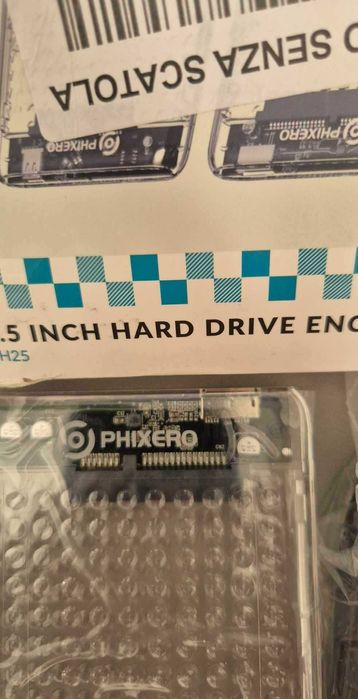 O SENZA SCATOLA
PHIXERO
PHIXERO
.5 INCH HARD DRIVE ENC
H25
PHIXERO